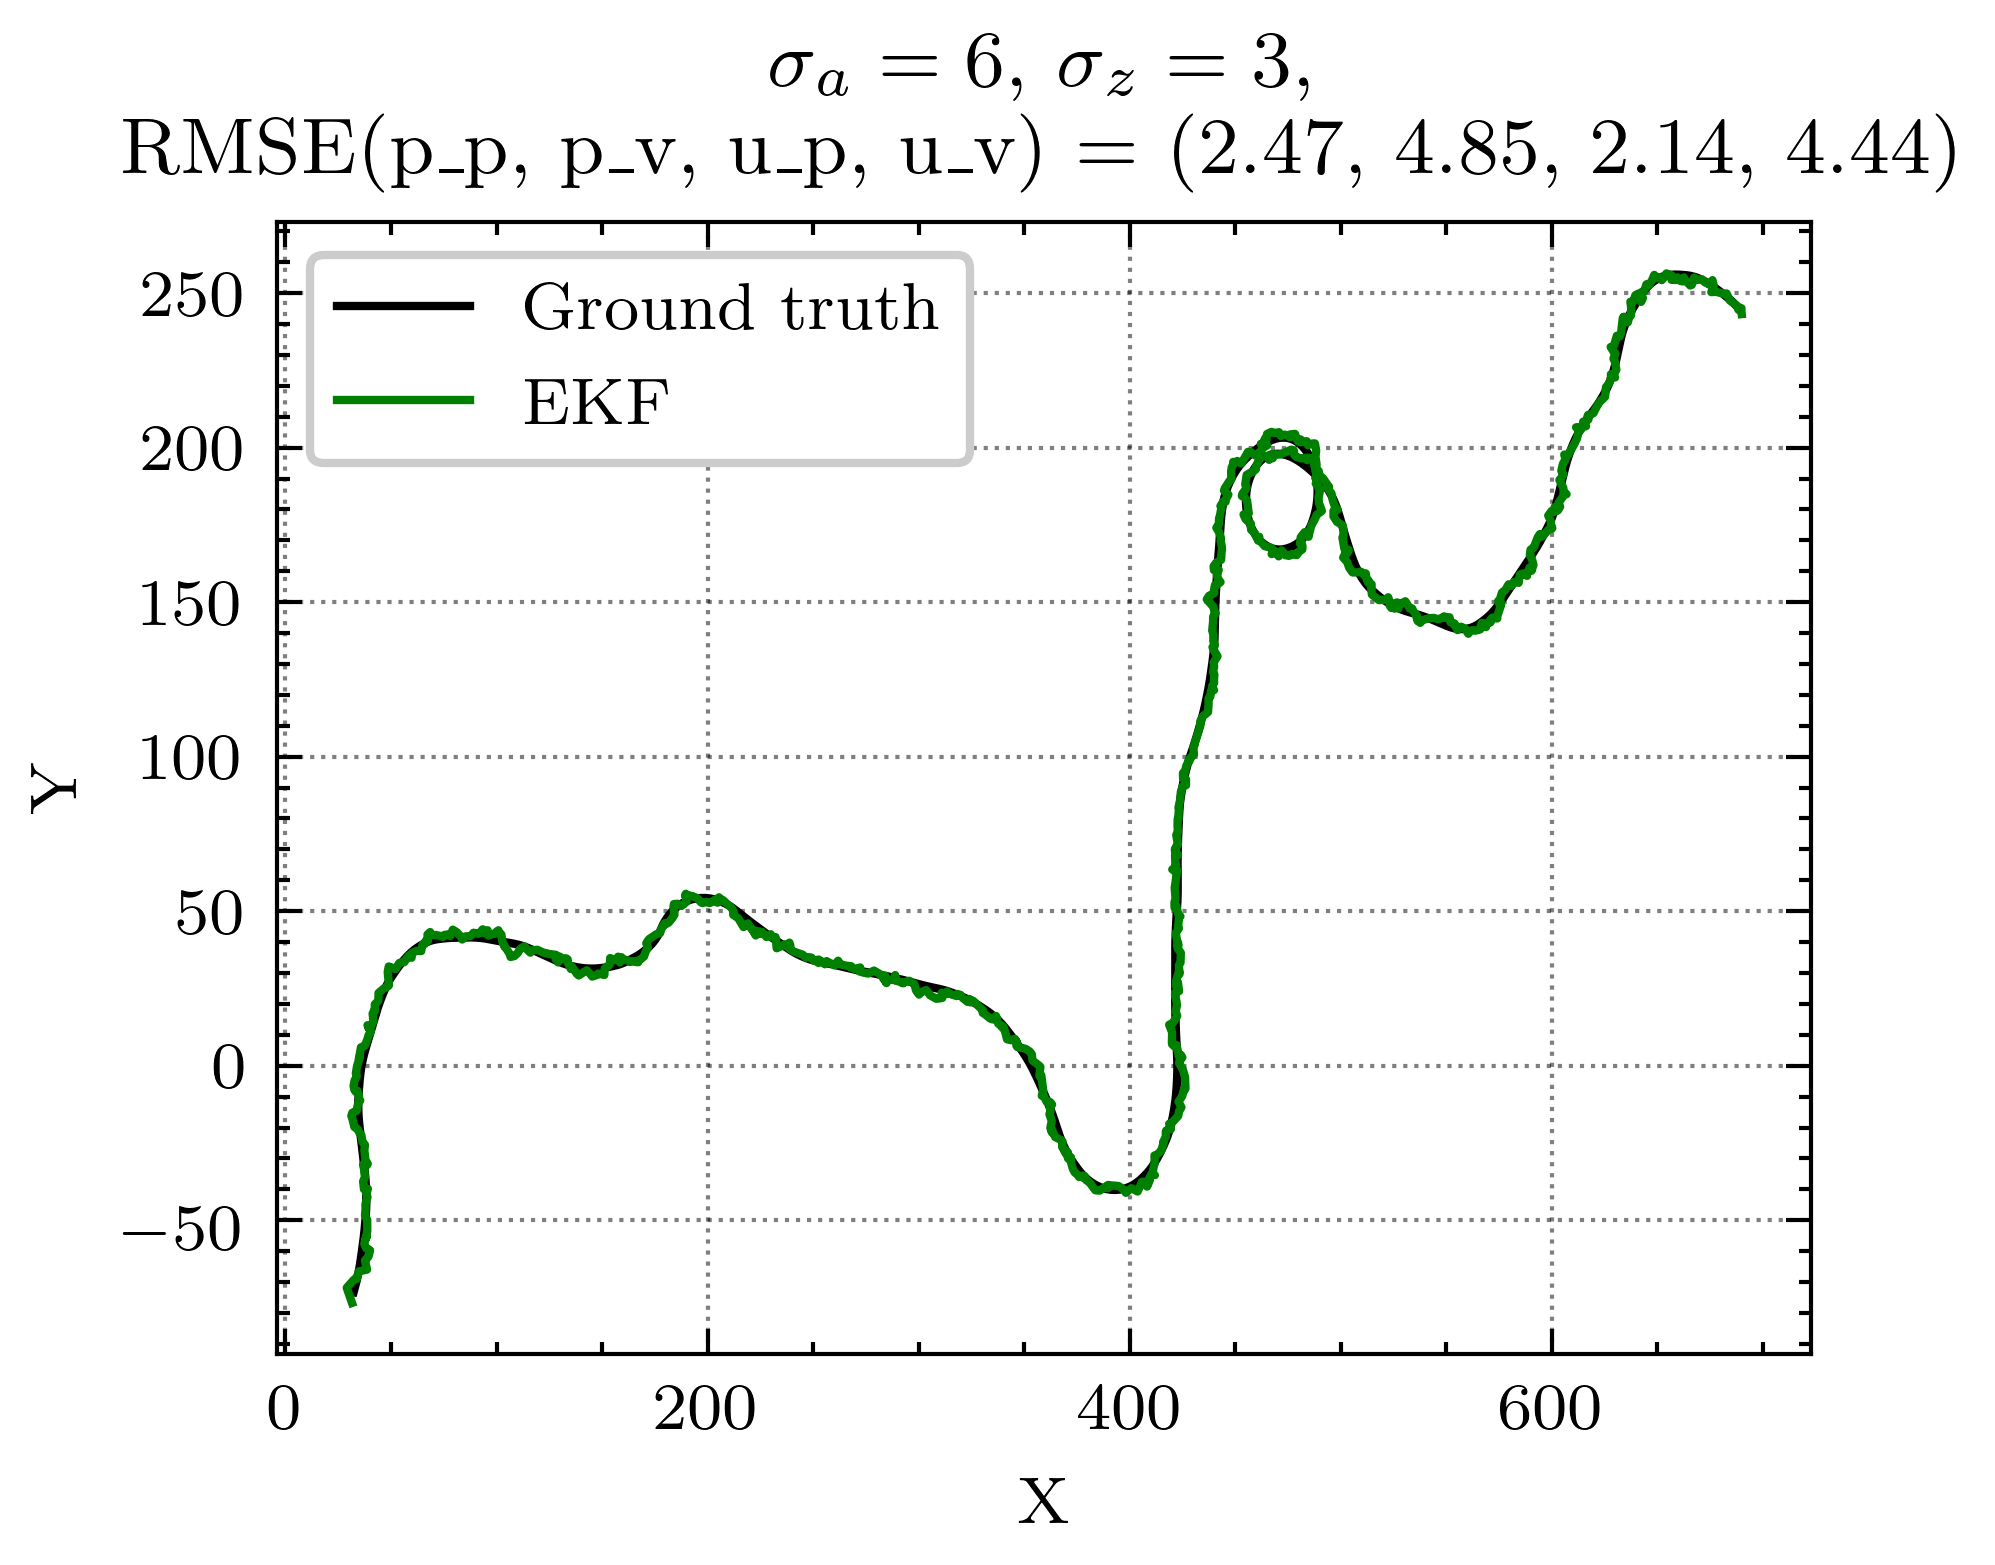 σₐ = 6, σ_z = 3,
RMSE(p_p, p_v, u_p, u_v) = (2.47, 4.85, 2.14, 4.44)
Ground truth
EKF
250
200
150
100
50
0
−50
Y
0 200 400 600
X